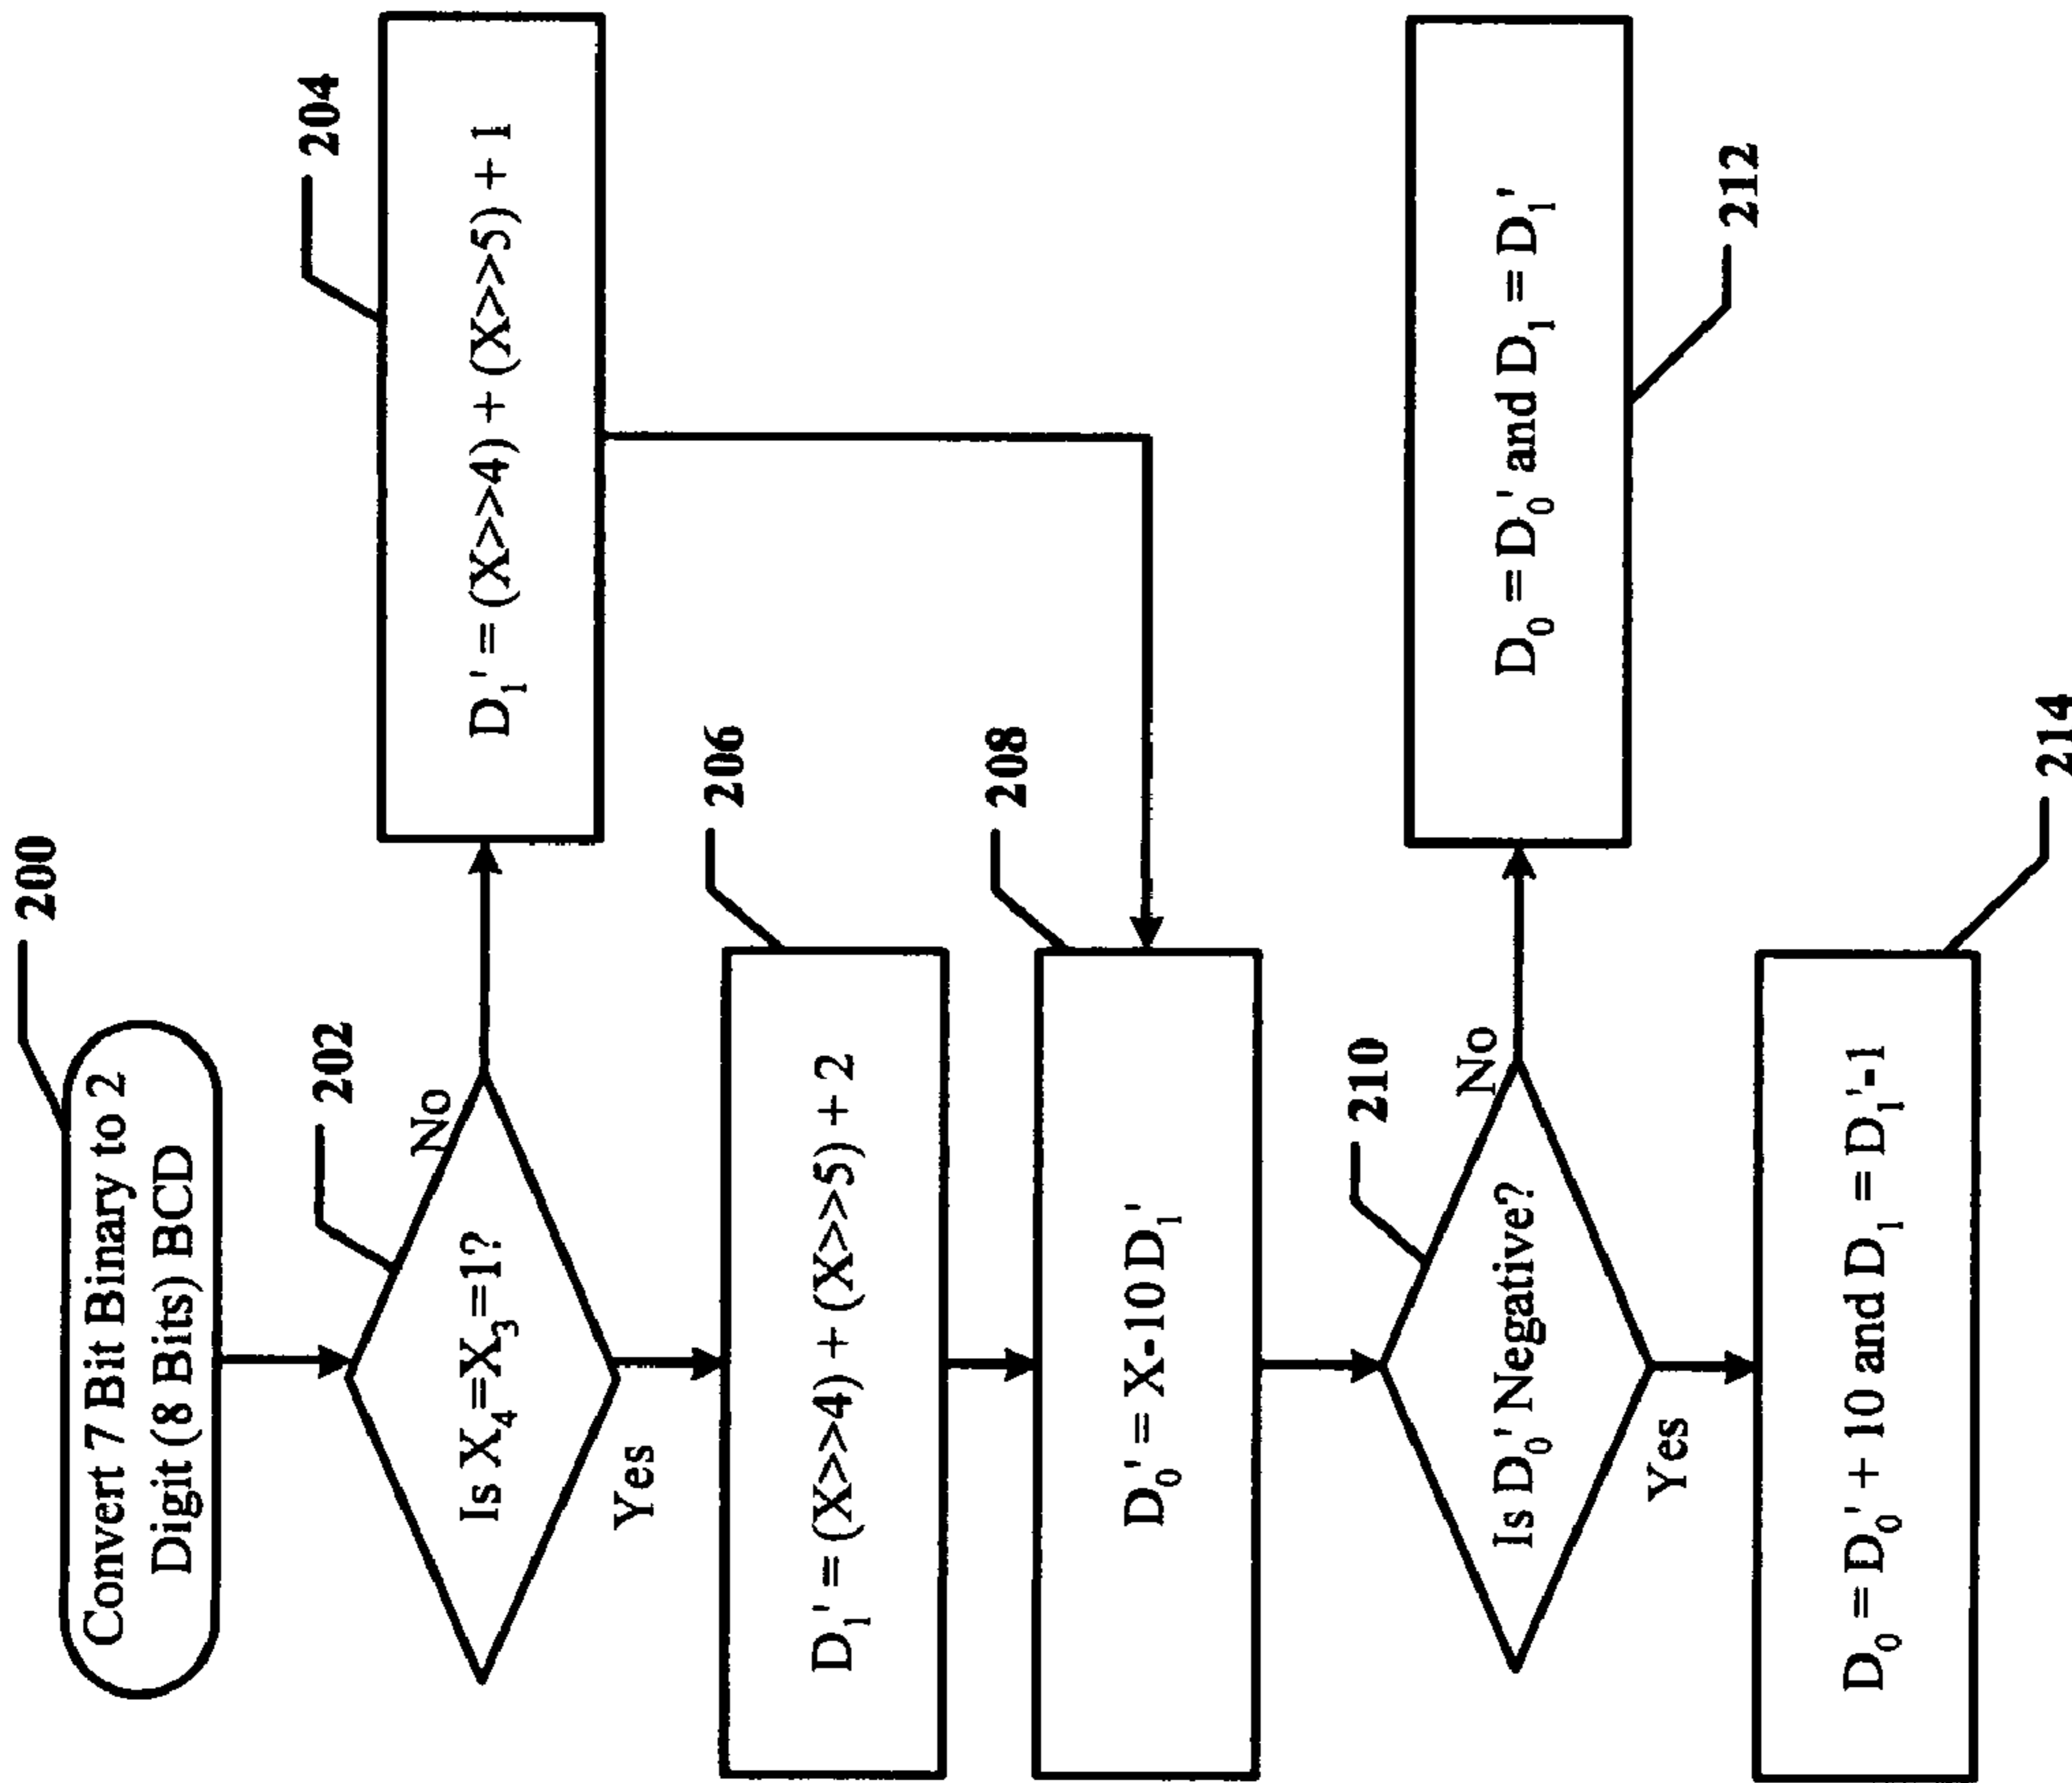 200
Convert 7 Bit Binary to 2
Digit (8 Bits) BCD
202
Is X₄=X₃=1?
No
204
D₁' = (X>>4) + (X>>5) + 1
Yes
206
D₁' = (X>>4) + (X>>5) + 2
208
D₀' = X-10D₁'
210
Is D₀' Negative?
No
D₀ = D₀' and D₁ = D₁'
212
Yes
D₀ = D₀' + 10 and D₁ = D₁'-1
214